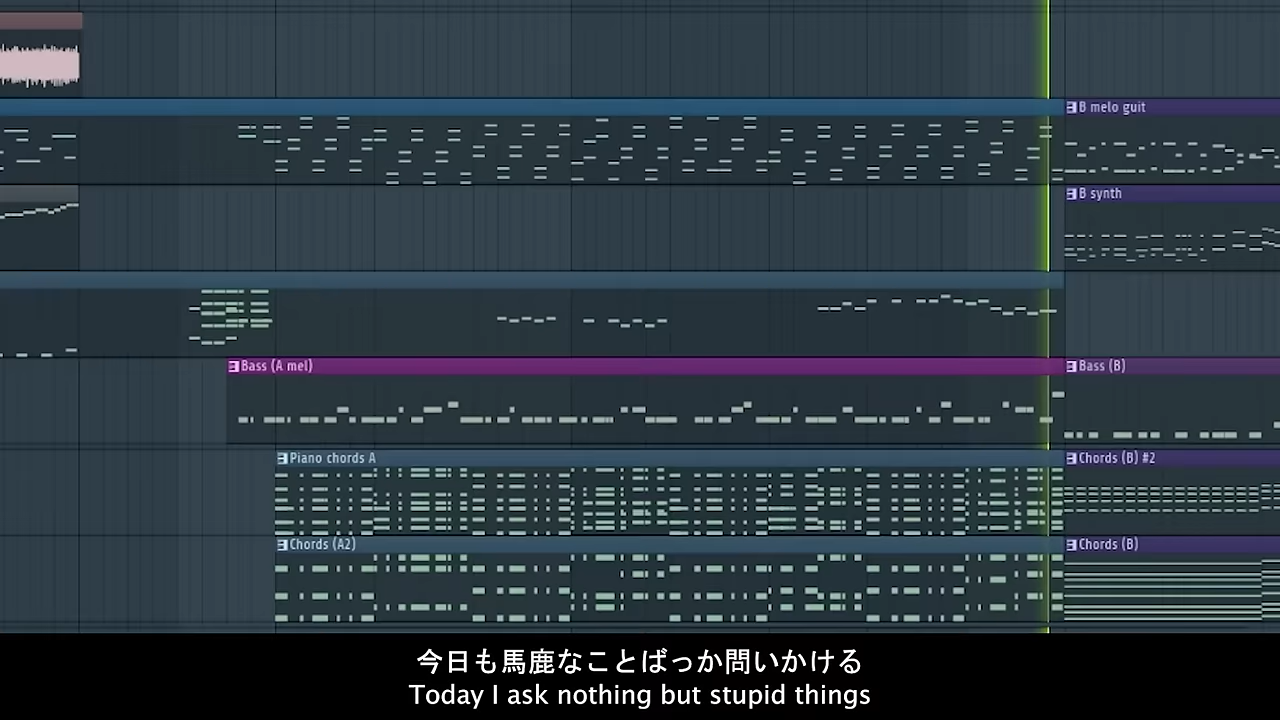 B melo guit
B synth
Bass (A mel)
Bass (B)
Piano chords A
Chords (B) #2
Chords (A2)
Chords (B)
今日も馬鹿なことばっか問いかける
Today I ask nothing but stupid things